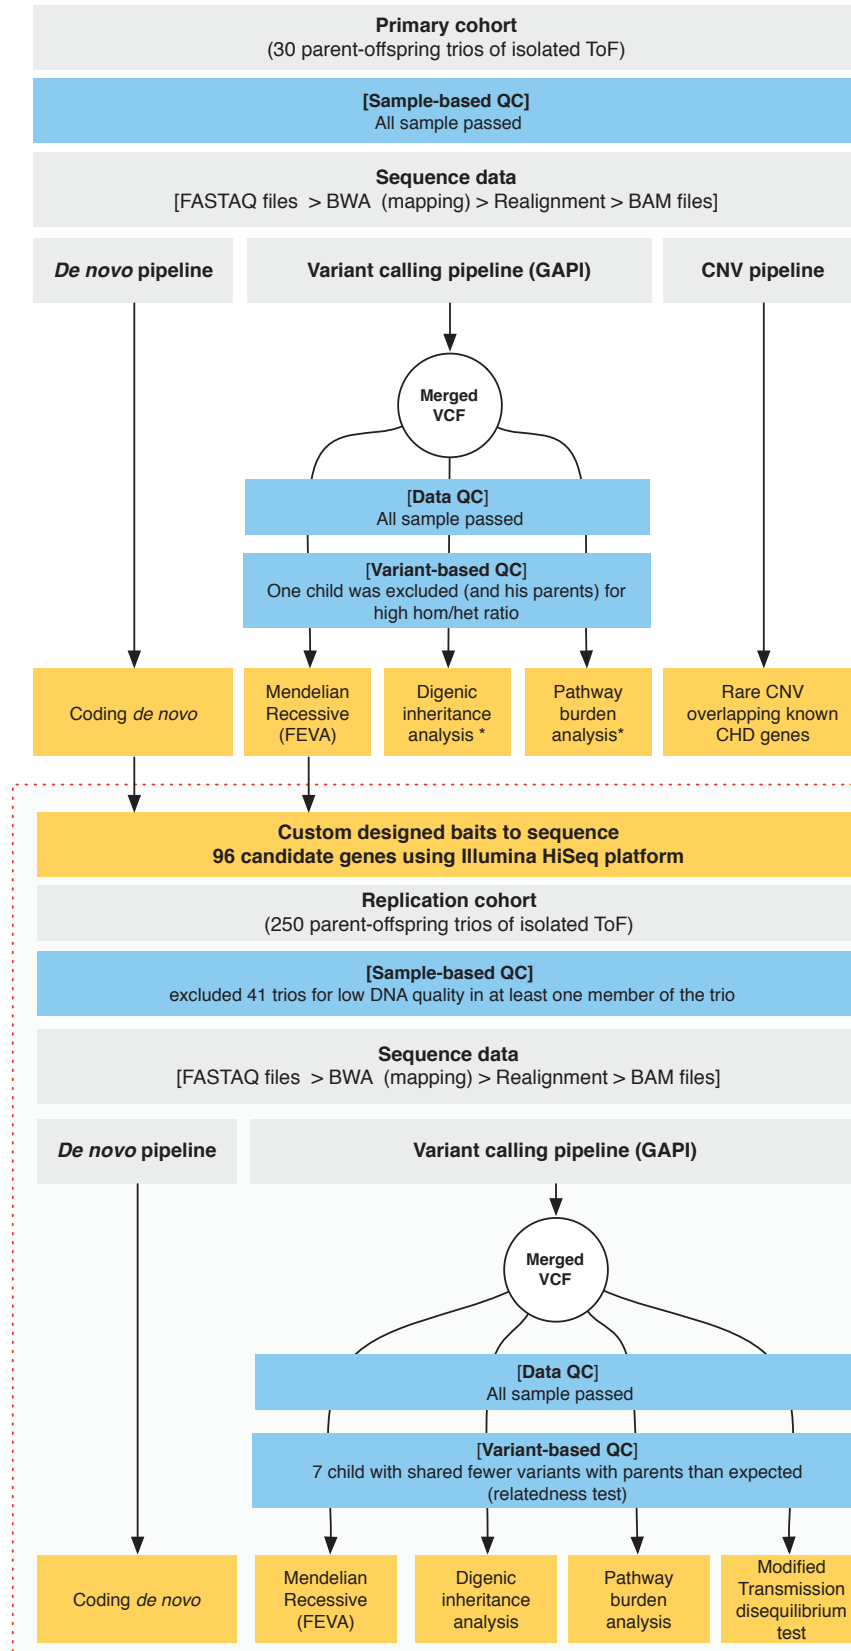 Primary cohort
(30 parent-offspring trios of isolated ToF)
[Sample-based QC]
All sample passed
Sequence data
[FASTAQ files > BWA (mapping) > Realignment > BAM files]
De novo pipeline
Variant calling pipeline (GAPI)
CNV pipeline
Merged
VCF
[Data QC]
All sample passed
[Variant-based QC]
One child was excluded (and his parents) for
high hom/het ratio
Coding de novo
Mendelian
Recessive
(FEVA)
Digenic
inheritance
analysis *
Pathway
burden
analysis*
Rare CNV
overlapping known
CHD genes
Custom designed baits to sequence
96 candidate genes using Illumina HiSeq platform
Replication cohort
(250 parent-offspring trios of isolated ToF)
[Sample-based QC]
excluded 41 trios for low DNA quality in at least one member of the trio
Sequence data
[FASTAQ files > BWA (mapping) > Realignment > BAM files]
De novo pipeline
Variant calling pipeline (GAPI)
Merged
VCF
[Data QC]
All sample passed
[Variant-based QC]
7 child with shared fewer variants with parents than expected
(relatedness test)
Coding de novo
Mendelian
Recessive
(FEVA)
Digenic
inheritance
analysis
Pathway
burden
analysis
Modified
Transmission
disequilibrium
test